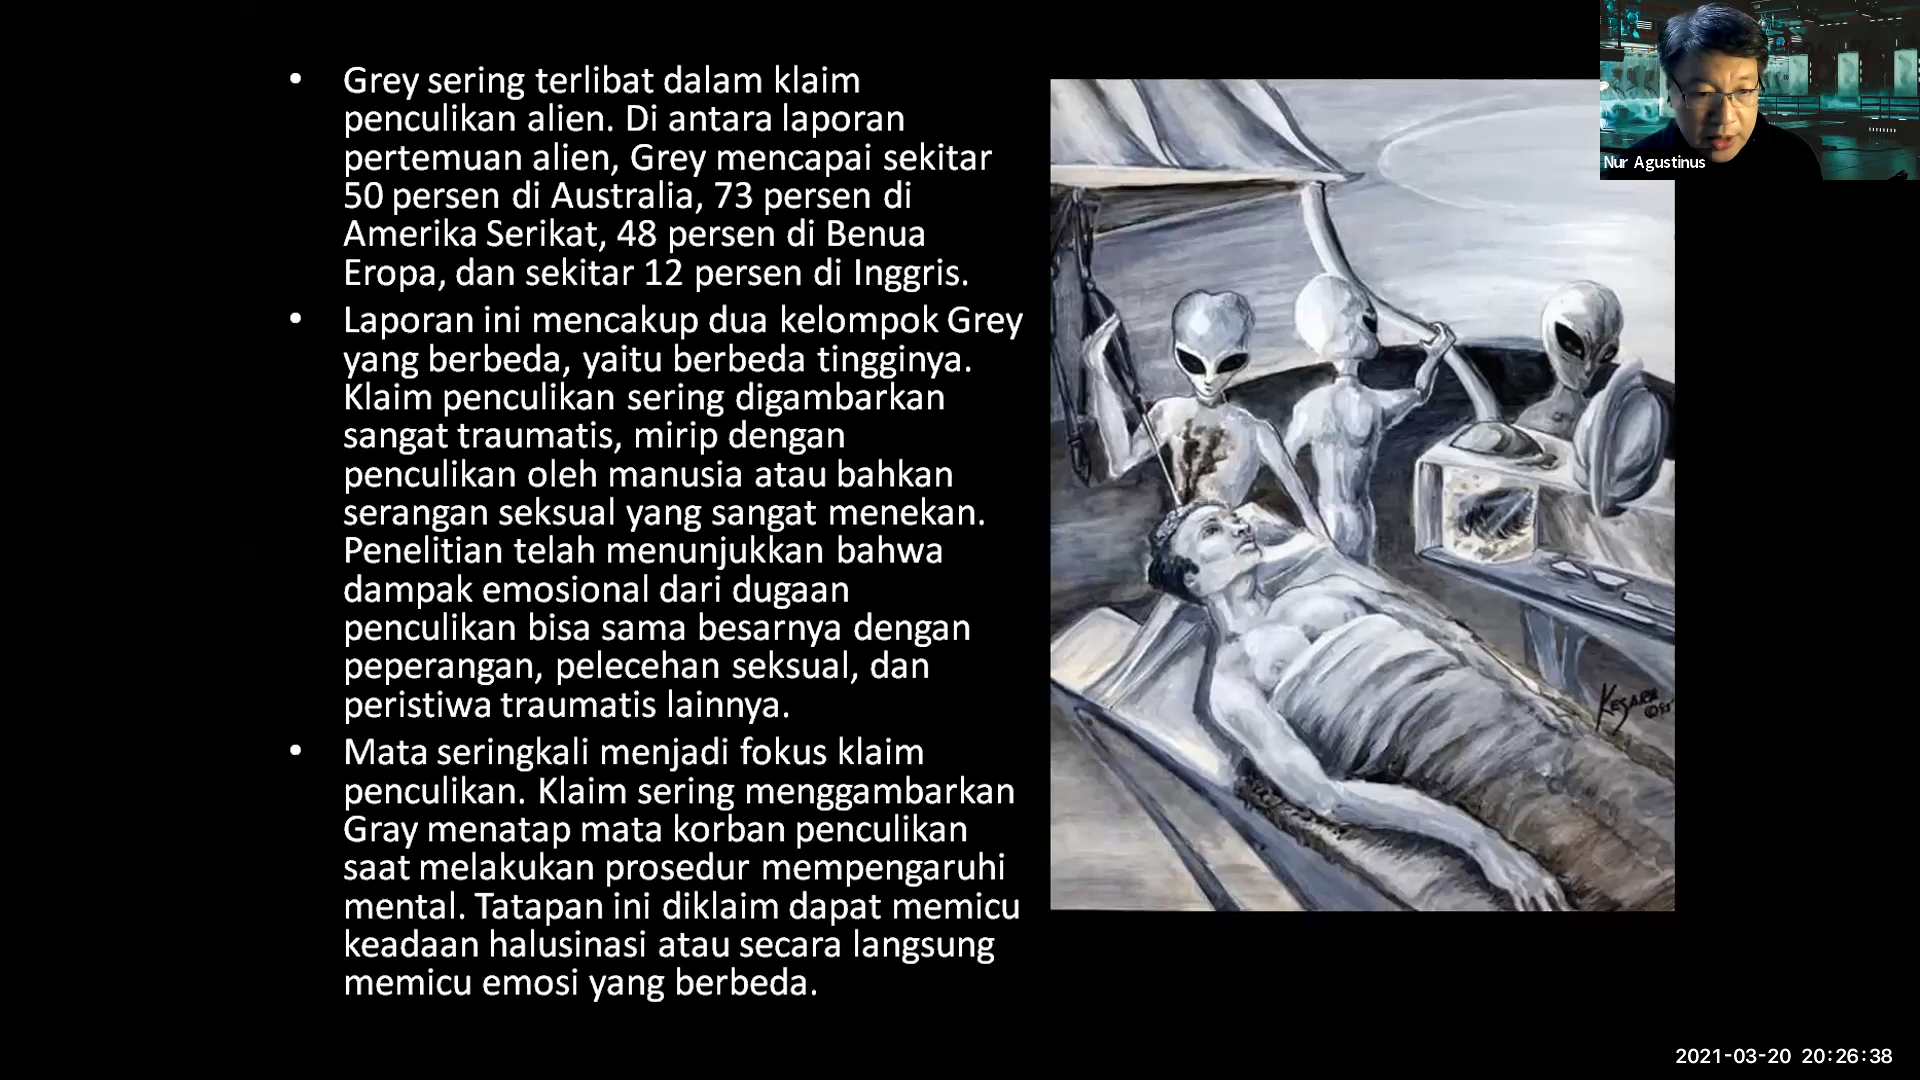 • Grey sering terlibat dalam klaim
penculikan alien. Di antara laporan
pertemuan alien, Grey mencapai sekitar
50 persen di Australia, 73 persen di
Amerika Serikat, 48 persen di Benua
Eropa, dan sekitar 12 persen di Inggris.
• Laporan ini mencakup dua kelompok Grey
yang berbeda, yaitu berbeda tingginya.
Klaim penculikan sering digambarkan
sangat traumatis, mirip dengan
penculikan oleh manusia atau bahkan
serangan seksual yang sangat menekan.
Penelitian telah menunjukkan bahwa
dampak emosional dari dugaan
penculikan bisa sama besarnya dengan
peperangan, pelecehan seksual, dan
peristiwa traumatis lainnya.
• Mata seringkali menjadi fokus klaim
penculikan. Klaim sering menggambarkan
Gray menatap mata korban penculikan
saat melakukan prosedur mempengaruhi
mental. Tatapan ini diklaim dapat memicu
keadaan halusinasi atau secara langsung
memicu emosi yang berbeda.
Nur Agustinus
2021-03-20 20:26:38